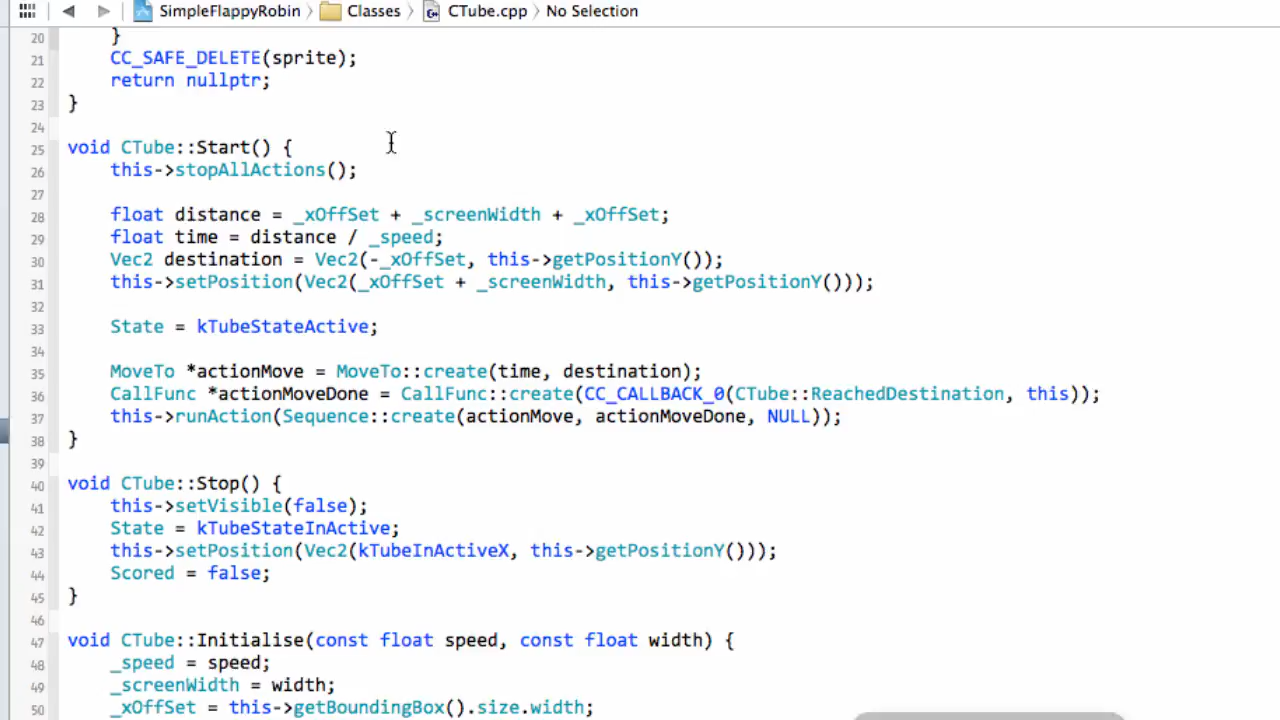 SimpleFlappyRobin Classes CTube.cpp No Selection
20 }
21 CC_SAFE_DELETE(sprite);
22 return nullptr;
23 }
24
25 void CTube::Start() {
26 this->stopAllActions();
27
28 float distance = _xOffSet + _screenWidth + _xOffSet;
29 float time = distance / _speed;
30 Vec2 destination = Vec2(-_xOffSet, this->getPositionY());
31 this->setPosition(Vec2(_xOffSet + _screenWidth, this->getPositionY()));
32
33 State = kTubeStateActive;
34
35 MoveTo *actionMove = MoveTo::create(time, destination);
36 CallFunc *actionMoveDone = CallFunc::create(CC_CALLBACK_0(CTube::ReachedDestination, this));
37 this->runAction(Sequence::create(actionMove, actionMoveDone, NULL));
38 }
39
40 void CTube::Stop() {
41 this->setVisible(false);
42 State = kTubeStateInActive;
43 this->setPosition(Vec2(kTubeInActiveX, this->getPositionY()));
44 Scored = false;
45 }
46
47 void CTube::Initialise(const float speed, const float width) {
48 _speed = speed;
49 _screenWidth = width;
50 _xOffSet = this->getBoundingBox().size.width;